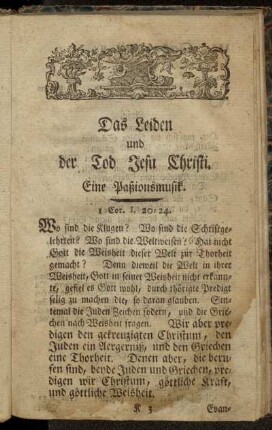 Das Leiden
und
der Tod Jesu Christi.
Eine Paßionsmusik.
1 Cor. I, 20-24.
Wo sind die Klugen? Wo sind die Schriftge-
lehrten? Wo sind die Weltweisen? Hat nicht
Gott die Weisheit dieser Welt zur Thorheit
gemacht? Denn dieweil die Welt in ihrer
Weisheit, Gott in seiner Weisheit nicht erkann-
te, gefiel es Gott wohl, durch thörigte Predigt
selig zu machen die, so daran glauben. Sin-
temal die Juden Zeichen fodern, und die Grie-
chen nach Weisheit fragen. Wir aber pre-
digen den gekreuzigten Christum, den
Juden ein Aergerniß, und den Griechen
eine Thorheit. Denen aber, die beru-
fen sind, beyde Juden und Griechen, pre-
digen wir Christum, göttliche Kraft,
und göttliche Weisheit.
K 3 Evan-